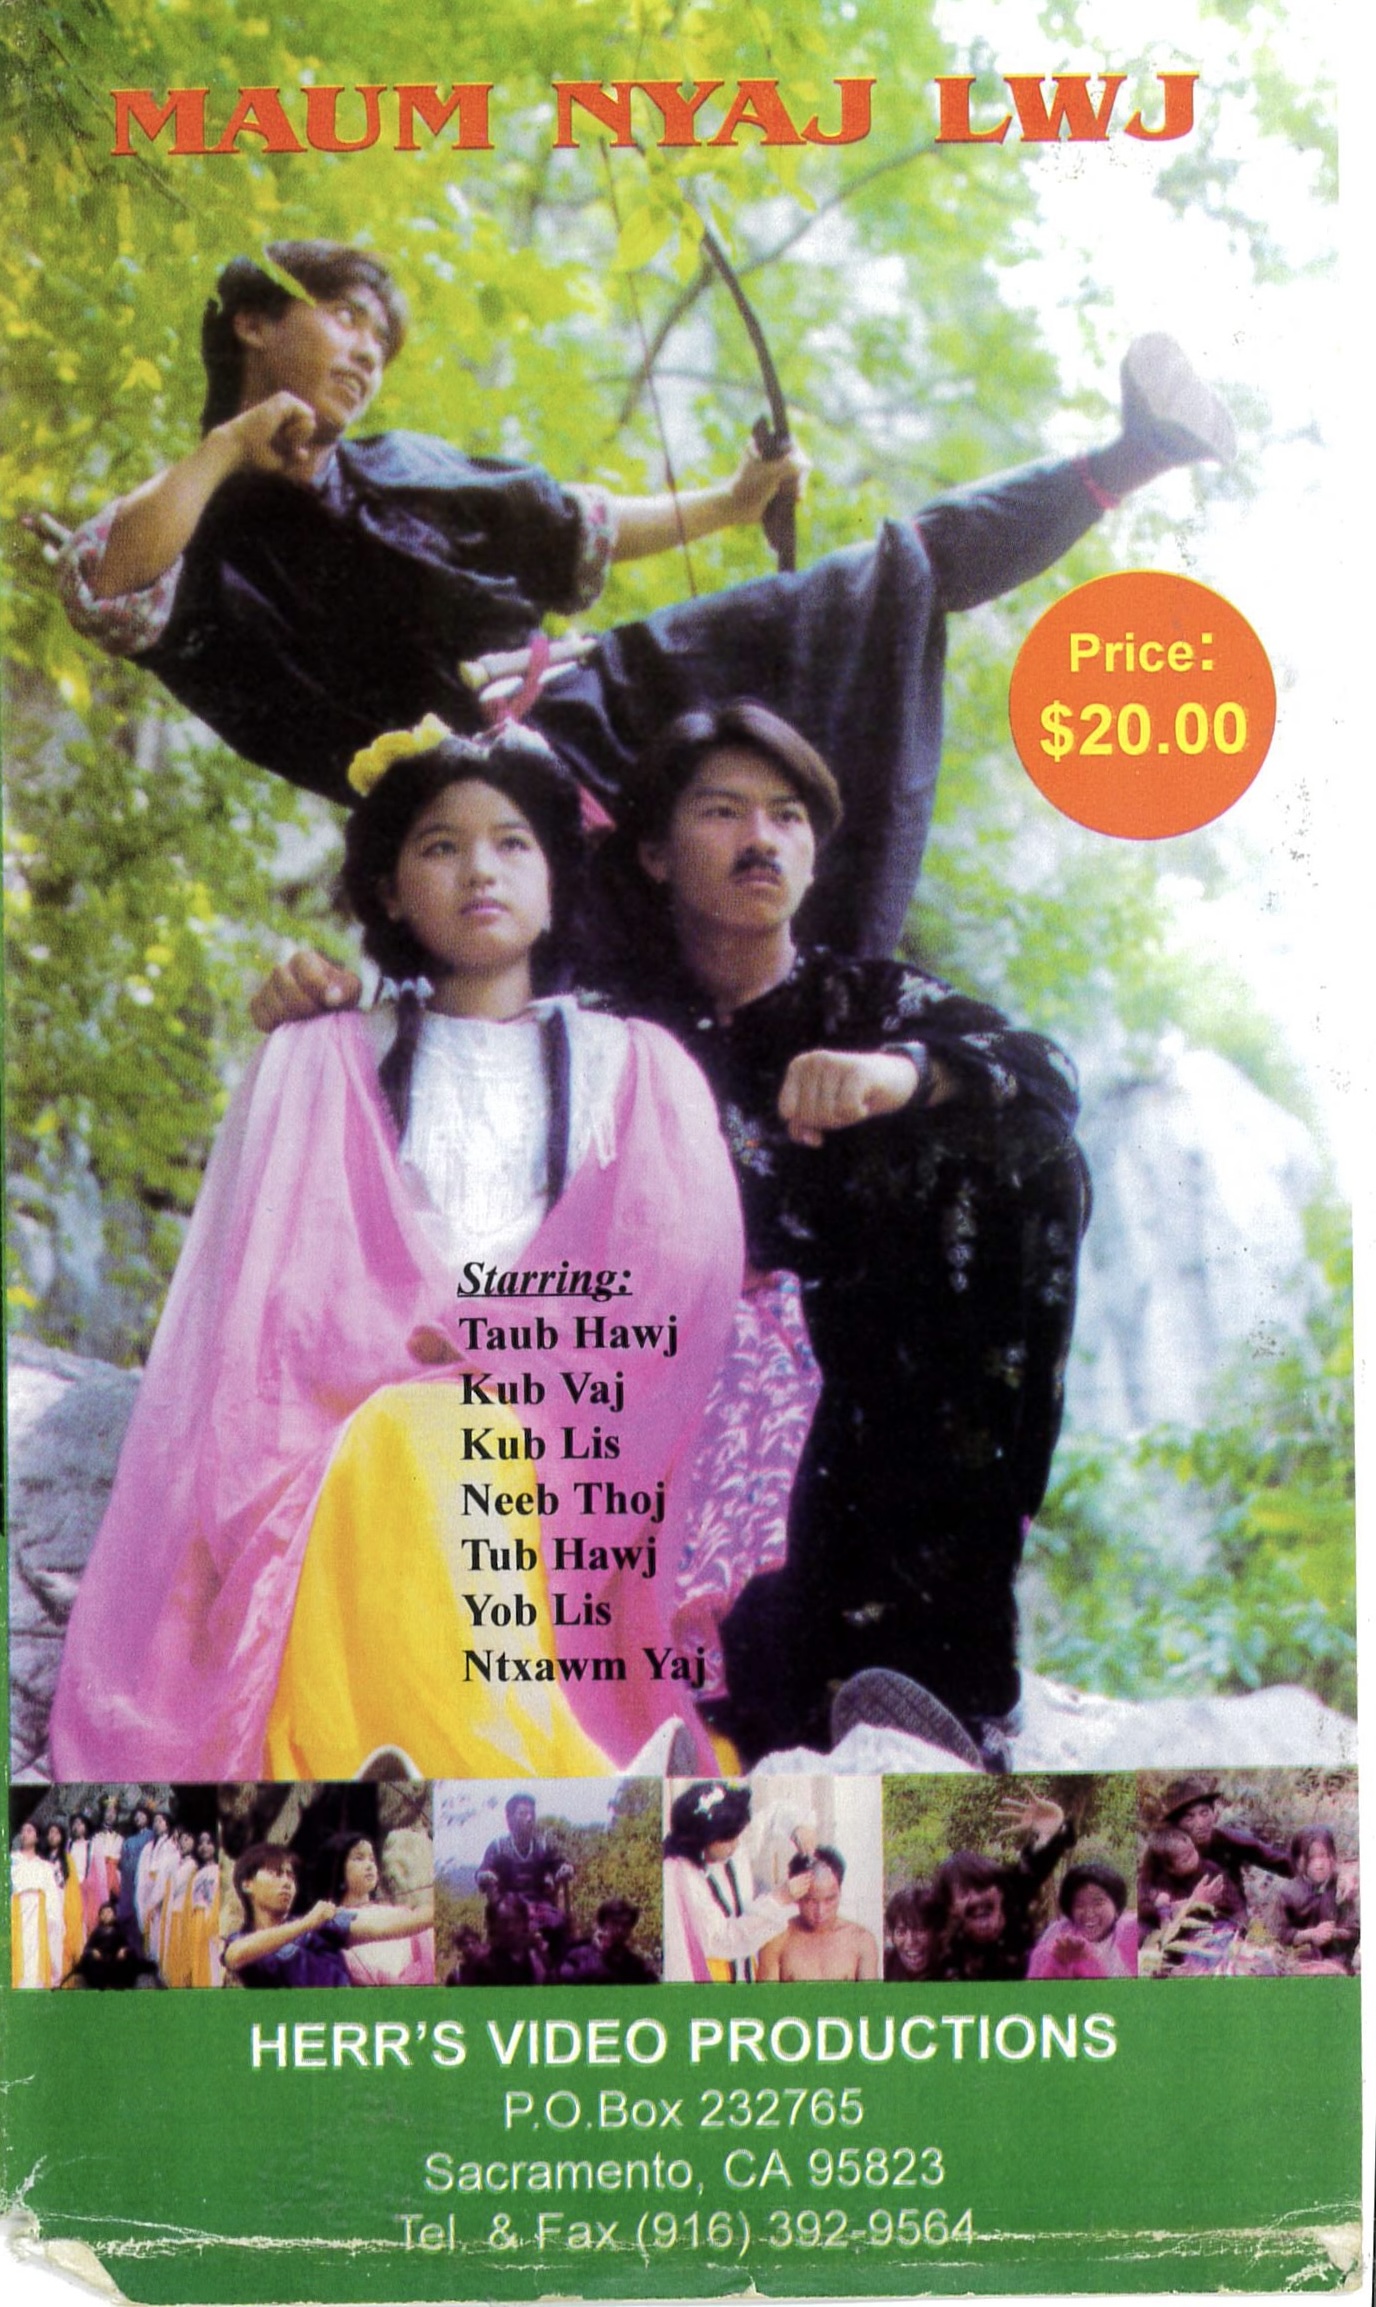 MAUM NYAJ LWJ
Price:
$20.00
Starring:
Taub Hawj
Kub Vaj
Kub Lis
Neeb Thoj
Tub Hawj
Yob Lis
Ntxawm Yaj
HERR'S VIDEO PRODUCTIONS
P.O.Box 232765
Sacramento, CA 95823
Tel. & Fax (916) 392-9564